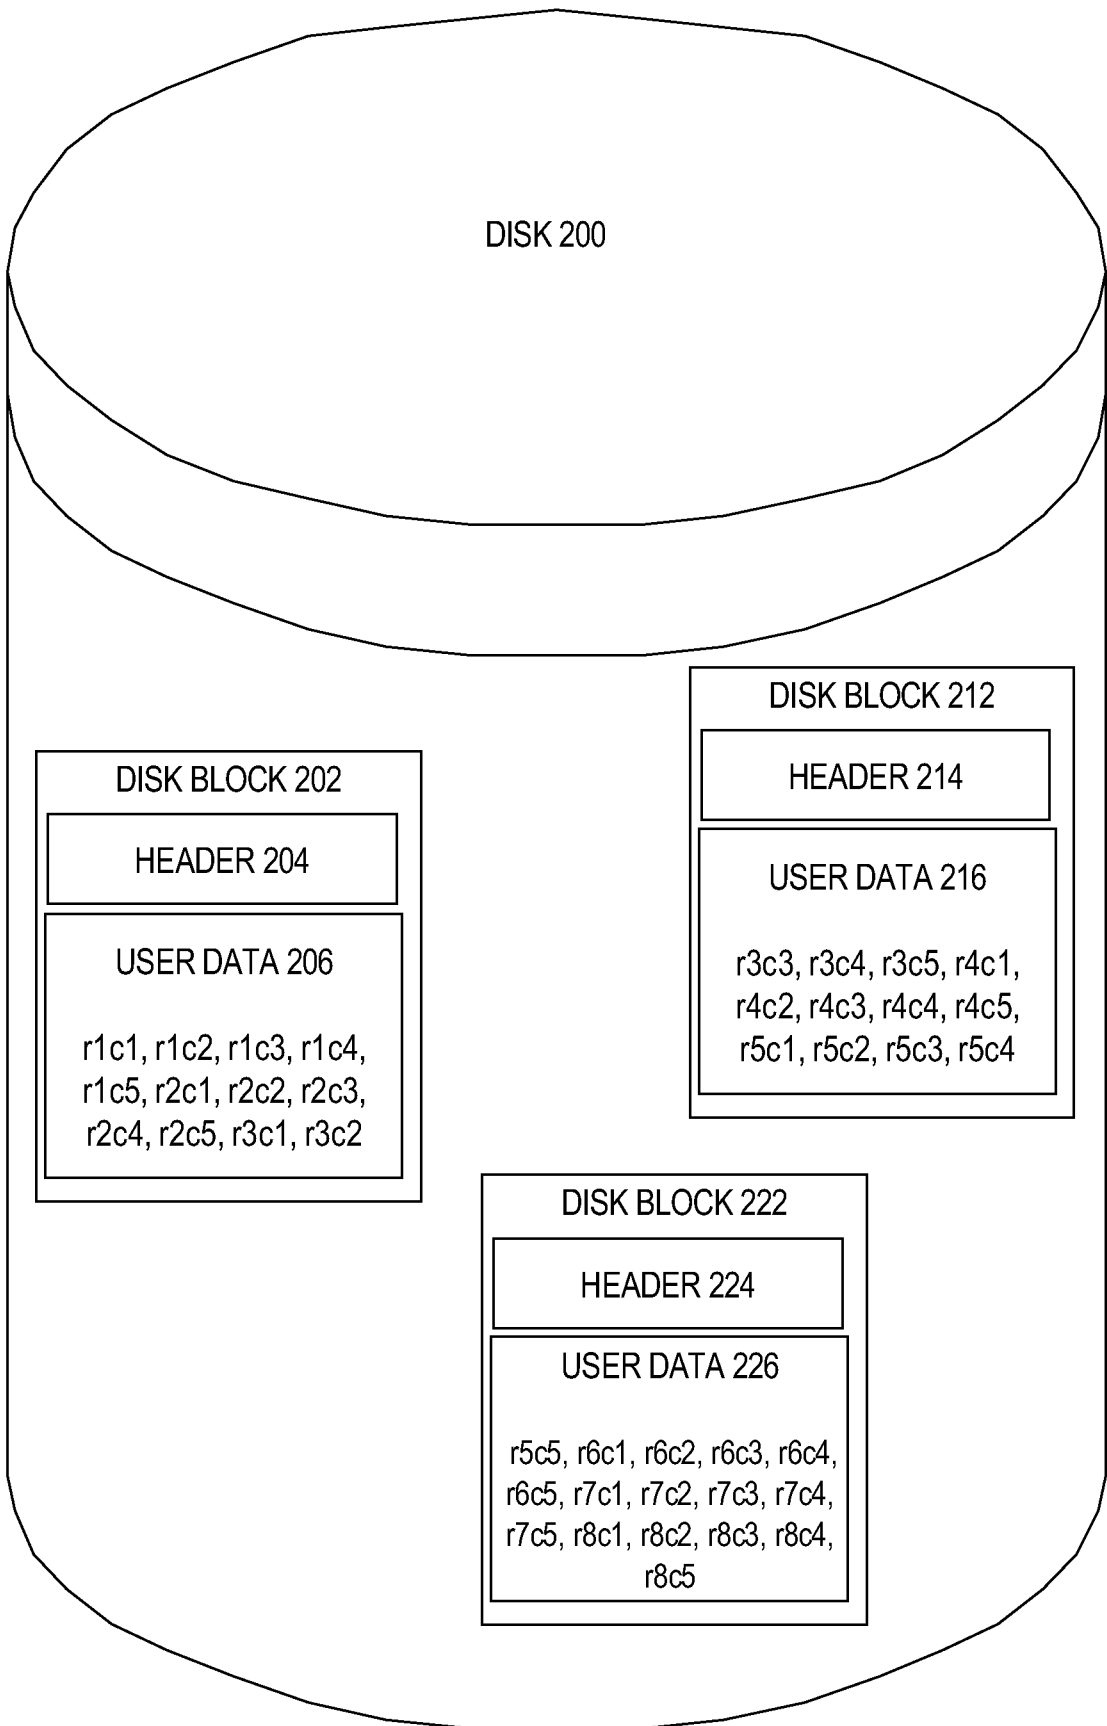 DISK 200
DISK BLOCK 202
HEADER 204
USER DATA 206
r1c1, r1c2, r1c3, r1c4,
r1c5, r2c1, r2c2, r2c3,
r2c4, r2c5, r3c1, r3c2
DISK BLOCK 212
HEADER 214
USER DATA 216
r3c3, r3c4, r3c5, r4c1,
r4c2, r4c3, r4c4, r4c5,
r5c1, r5c2, r5c3, r5c4
DISK BLOCK 222
HEADER 224
USER DATA 226
r5c5, r6c1, r6c2, r6c3, r6c4,
r6c5, r7c1, r7c2, r7c3, r7c4,
r7c5, r8c1, r8c2, r8c3, r8c4,
r8c5